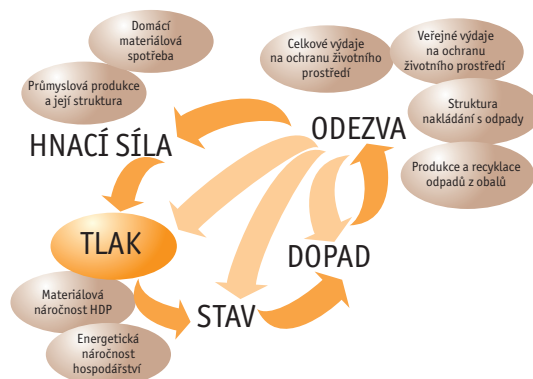 Domácí
materiálová
spotřeba
Průmyslová produkce
a její struktura
HNACÍ SÍLA
Celkové výdaje
na ochranu životního
prostředí
Veřejné výdaje
na ochranu
životního prostředí
Struktura
nakládání s odpady
Produkce a recyklace
odpadů z obalů
ODEZVA
TLAK
DOPAD
STAV
Materiálová
náročnost HDP
Energetická
náročnost
hospodářství